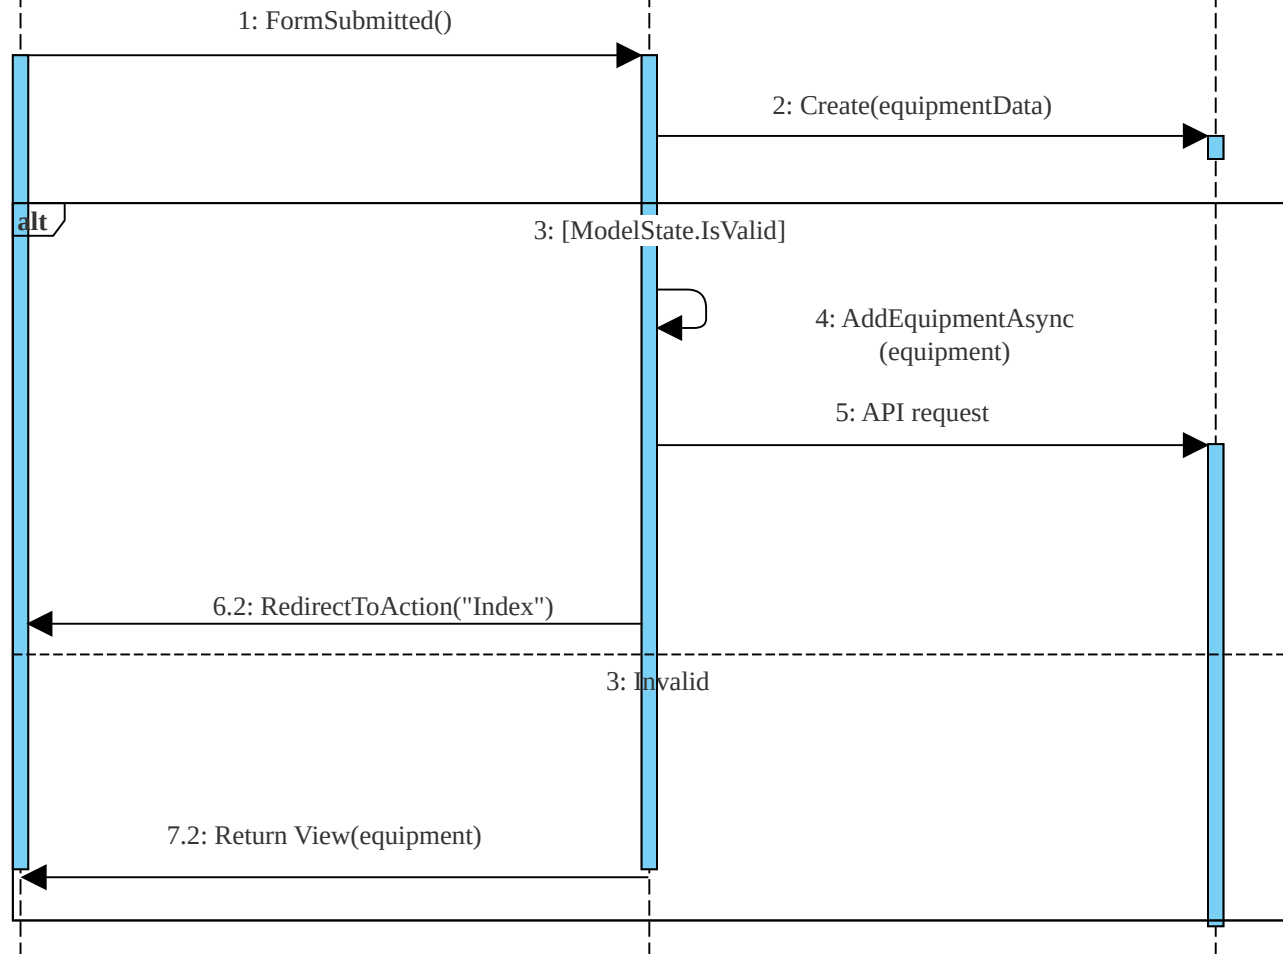 1: FormSubmitted()
2: Create(equipmentData)
alt
3: [ModelState.IsValid]
4: AddEquipmentAsync
(equipment)
5: API request
6.2: RedirectToAction("Index")
3: Invalid
7.2: Return View(equipment)